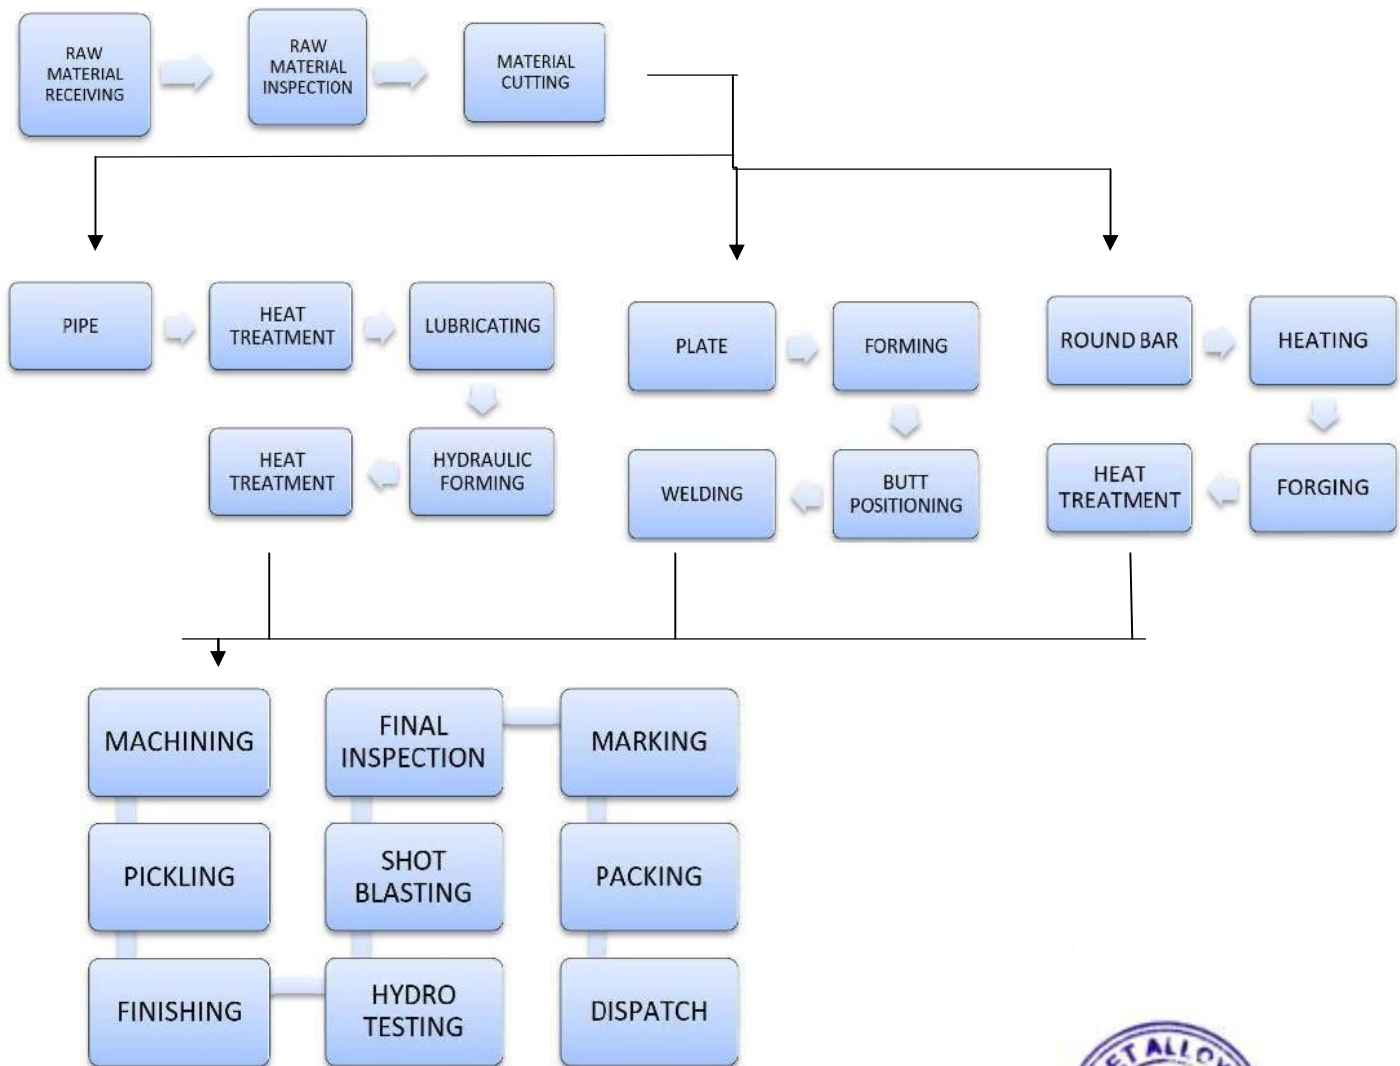 RAW
MATERIAL
RECEIVING
RAW
MATERIAL
INSPECTION
MATERIAL
CUTTING
PIPE
HEAT
TREATMENT
LUBRICATING
HYDRAULIC
FORMING
HEAT
TREATMENT
PLATE
FORMING
BUTT
POSITIONING
WELDING
ROUND BAR
HEATING
FORGING
HEAT
TREATMENT
MACHINING
PICKLING
FINISHING
HYDRO
TESTING
SHOT
BLASTING
FINAL
INSPECTION
MARKING
PACKING
DISPATCH